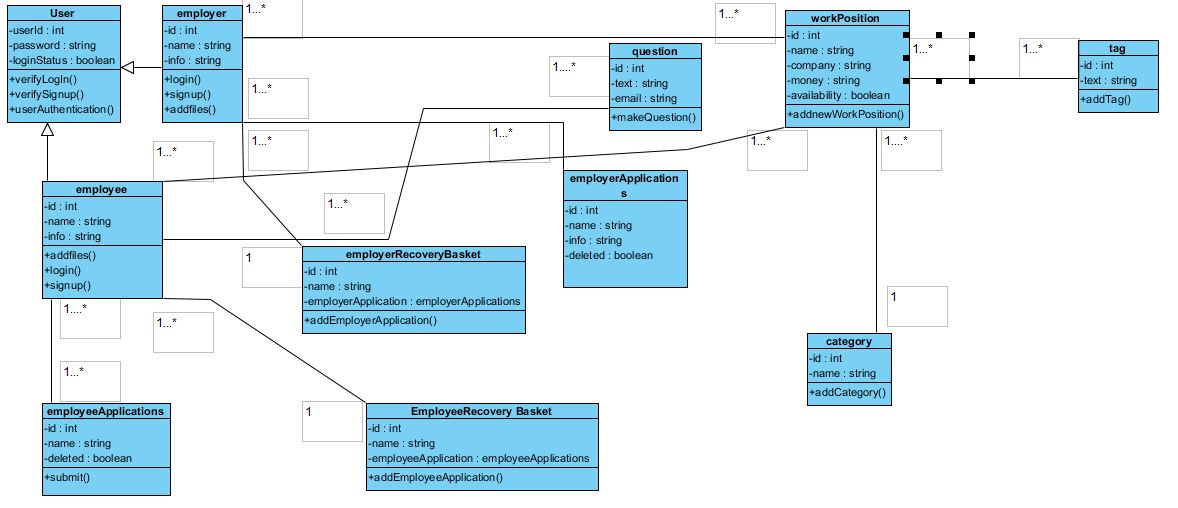 User
-userId : int
-password : string
-loginStatus : boolean
+verifyLogIn()
+verifySignup()
+userAuthentication()
employer
-id : int
-name : string
-info : string
+login()
+signup()
+addfiles()
1...*
1...*
workPosition
-id : int
-name : string
-company : string
-money : string
-availability : boolean
+addnewWorkPosition()
1...*
1...*
tag
-id : int
-text : string
+addTag()
question
-id : int
-text : string
-email : string
+makeQuestion()
1....*
1...*
1...*
1...*
1...*
1....*
1...*
employee
-id : int
-name : string
-info : string
+addfiles()
+login()
+signup()
employerApplication
s
-id : int
-name : string
-info : string
-deleted : boolean
1...*
1
employerRecoveryBasket
-id : int
-name : string
-employerApplication : employerApplications
+addEmployerApplication()
1
category
-id : int
-name : string
+addCategory()
1....*
1...*
1...*
employeeApplications
-id : int
-name : string
-deleted : boolean
+submit()
1
EmployeeRecovery Basket
-id : int
-name : string
-employeeApplication : employeeApplications
+addEmployeeApplication()